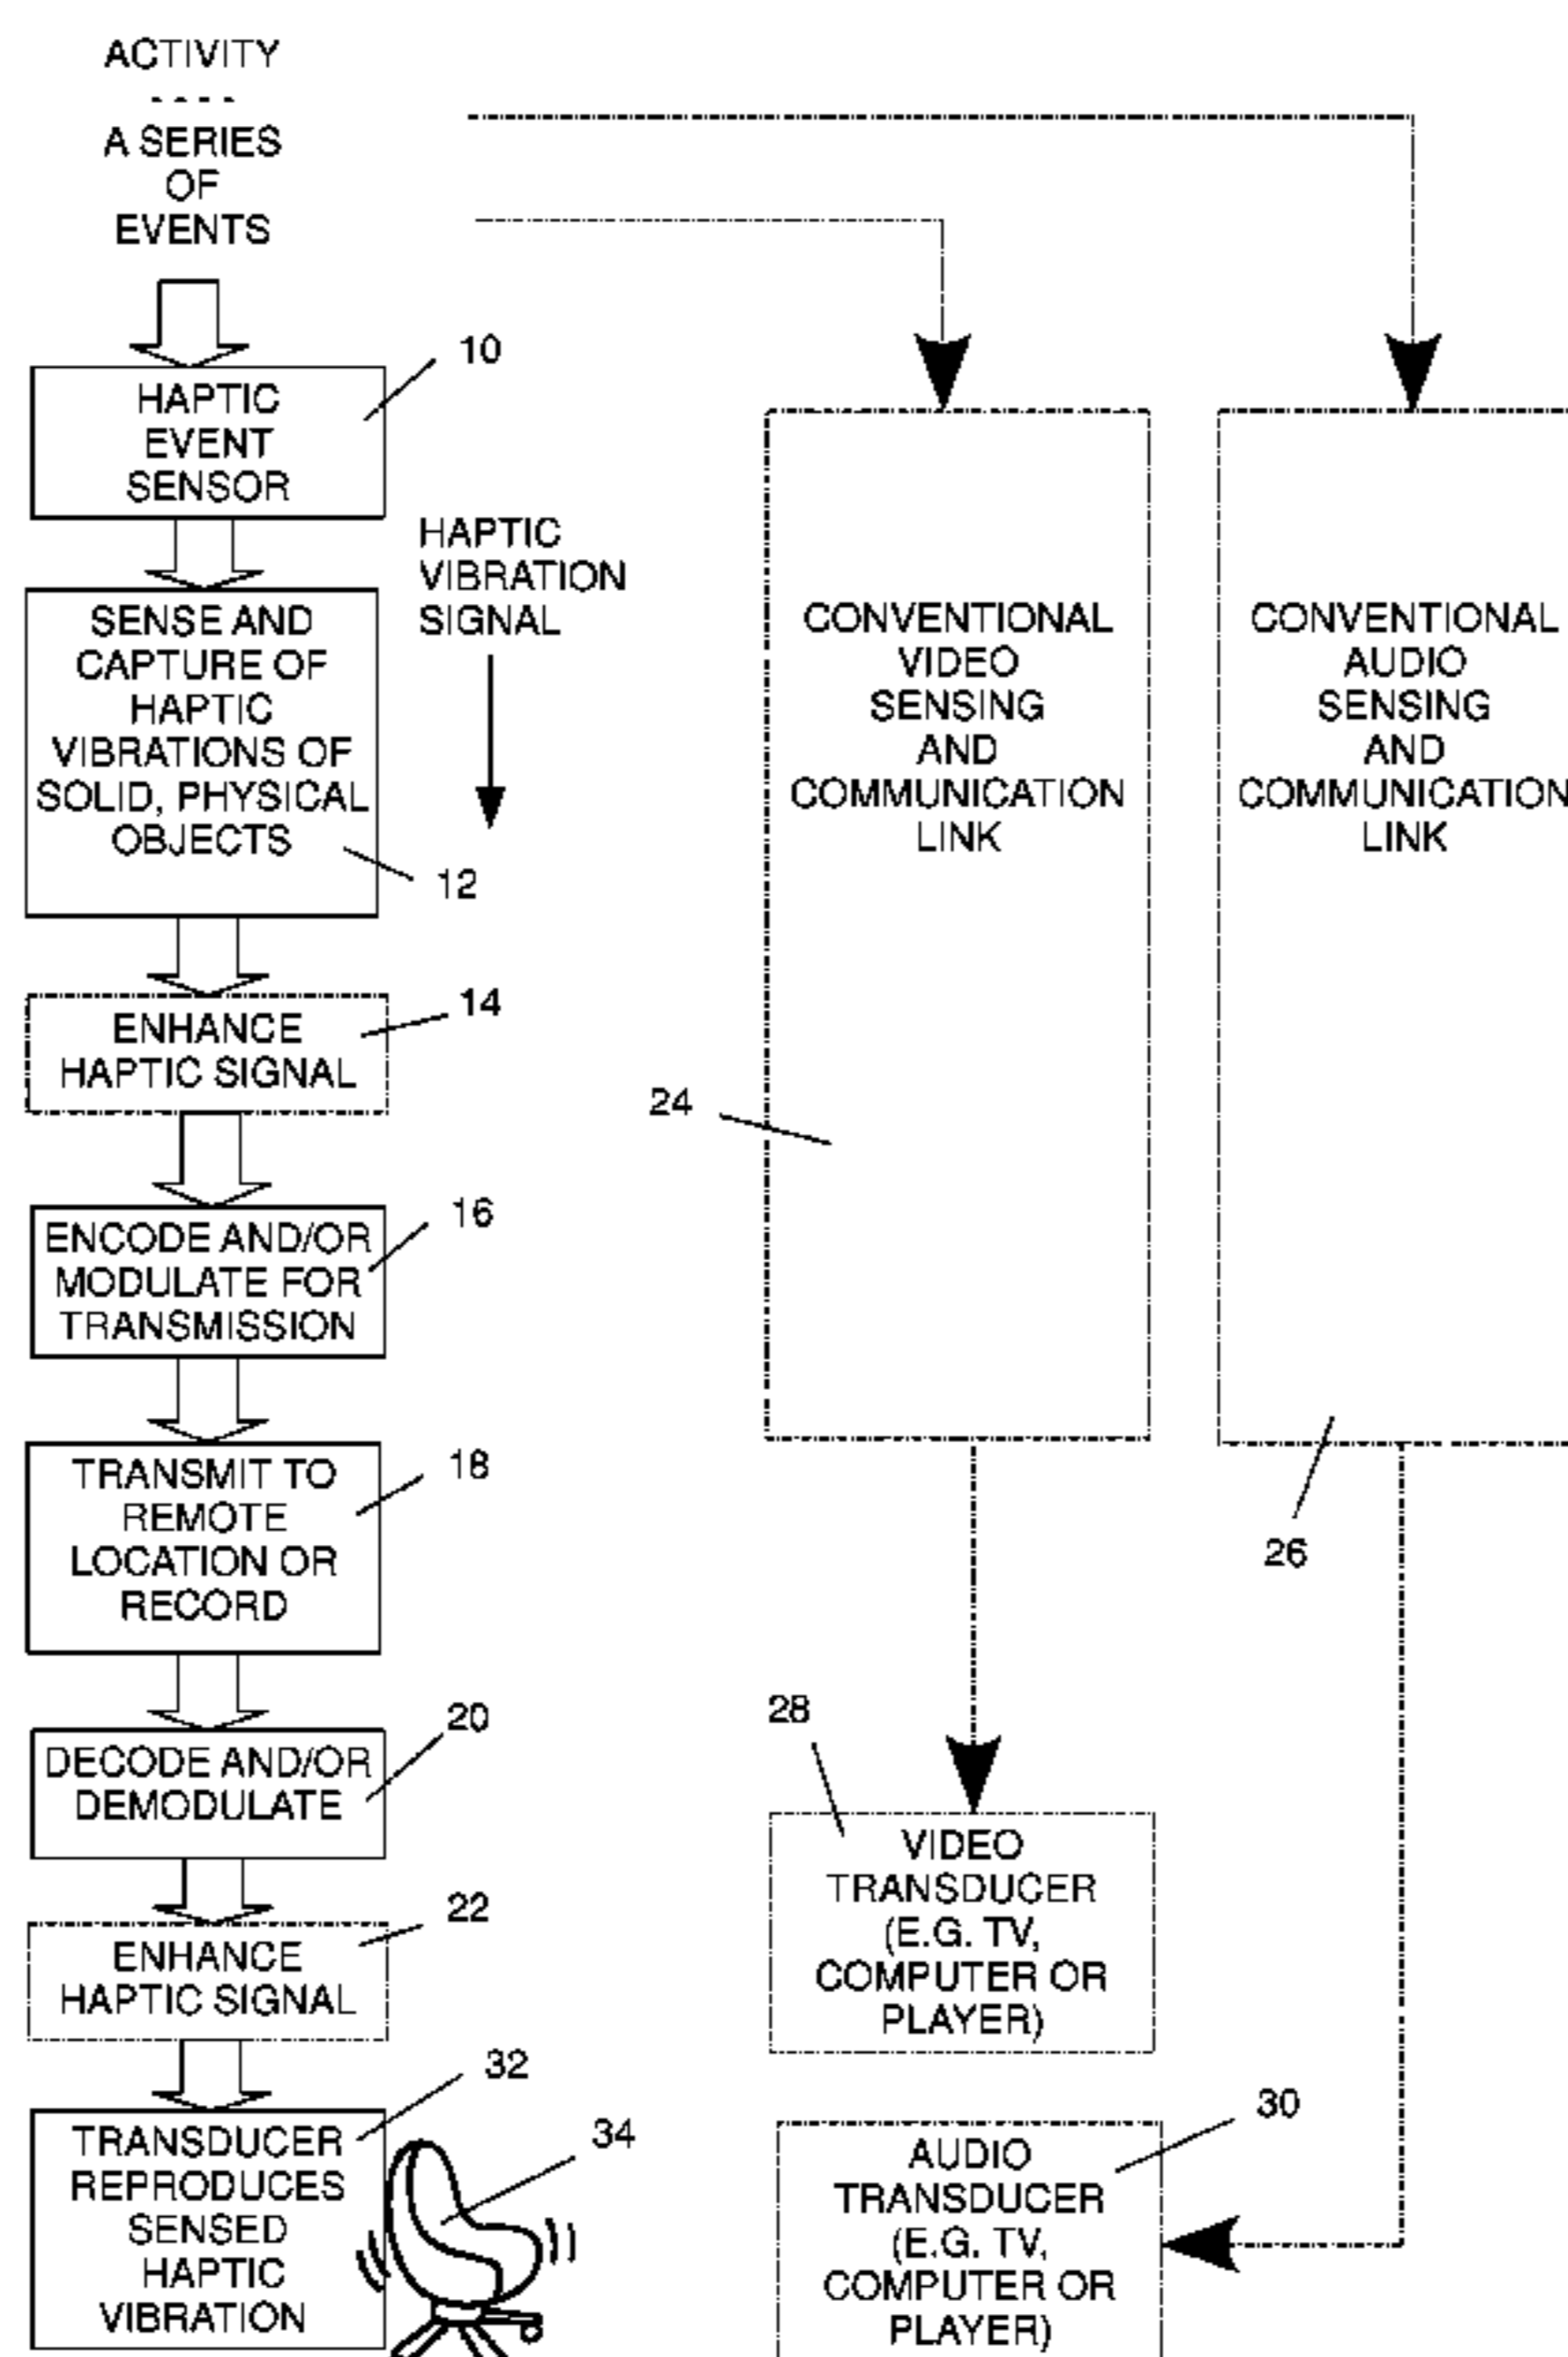 ACTIVITY
- - - -
A SERIES
OF
EVENTS
10
HAPTIC
EVENT
SENSOR
HAPTIC
VIBRATION
SIGNAL
SENSE AND
CAPTURE OF
HAPTIC
VIBRATIONS OF
SOLID, PHYSICAL
OBJECTS
12
14
ENHANCE
HAPTIC SIGNAL
16
ENCODE AND/OR
MODULATE FOR
TRANSMISSION
18
TRANSMIT TO
REMOTE
LOCATION OR
RECORD
20
DECODE AND/OR
DEMODULATE
22
ENHANCE
HAPTIC SIGNAL
32
TRANSDUCER
REPRODUCES
SENSED
HAPTIC
VIBRATION
34
CONVENTIONAL
VIDEO
SENSING
AND
COMMUNICATION
LINK
24
28
VIDEO
TRANSDUCER
(E.G. TV,
COMPUTER OR
PLAYER)
CONVENTIONAL
AUDIO
SENSING
AND
COMMUNICATION
LINK
26
30
AUDIO
TRANSDUCER
(E.G. TV,
COMPUTER OR
PLAYER)